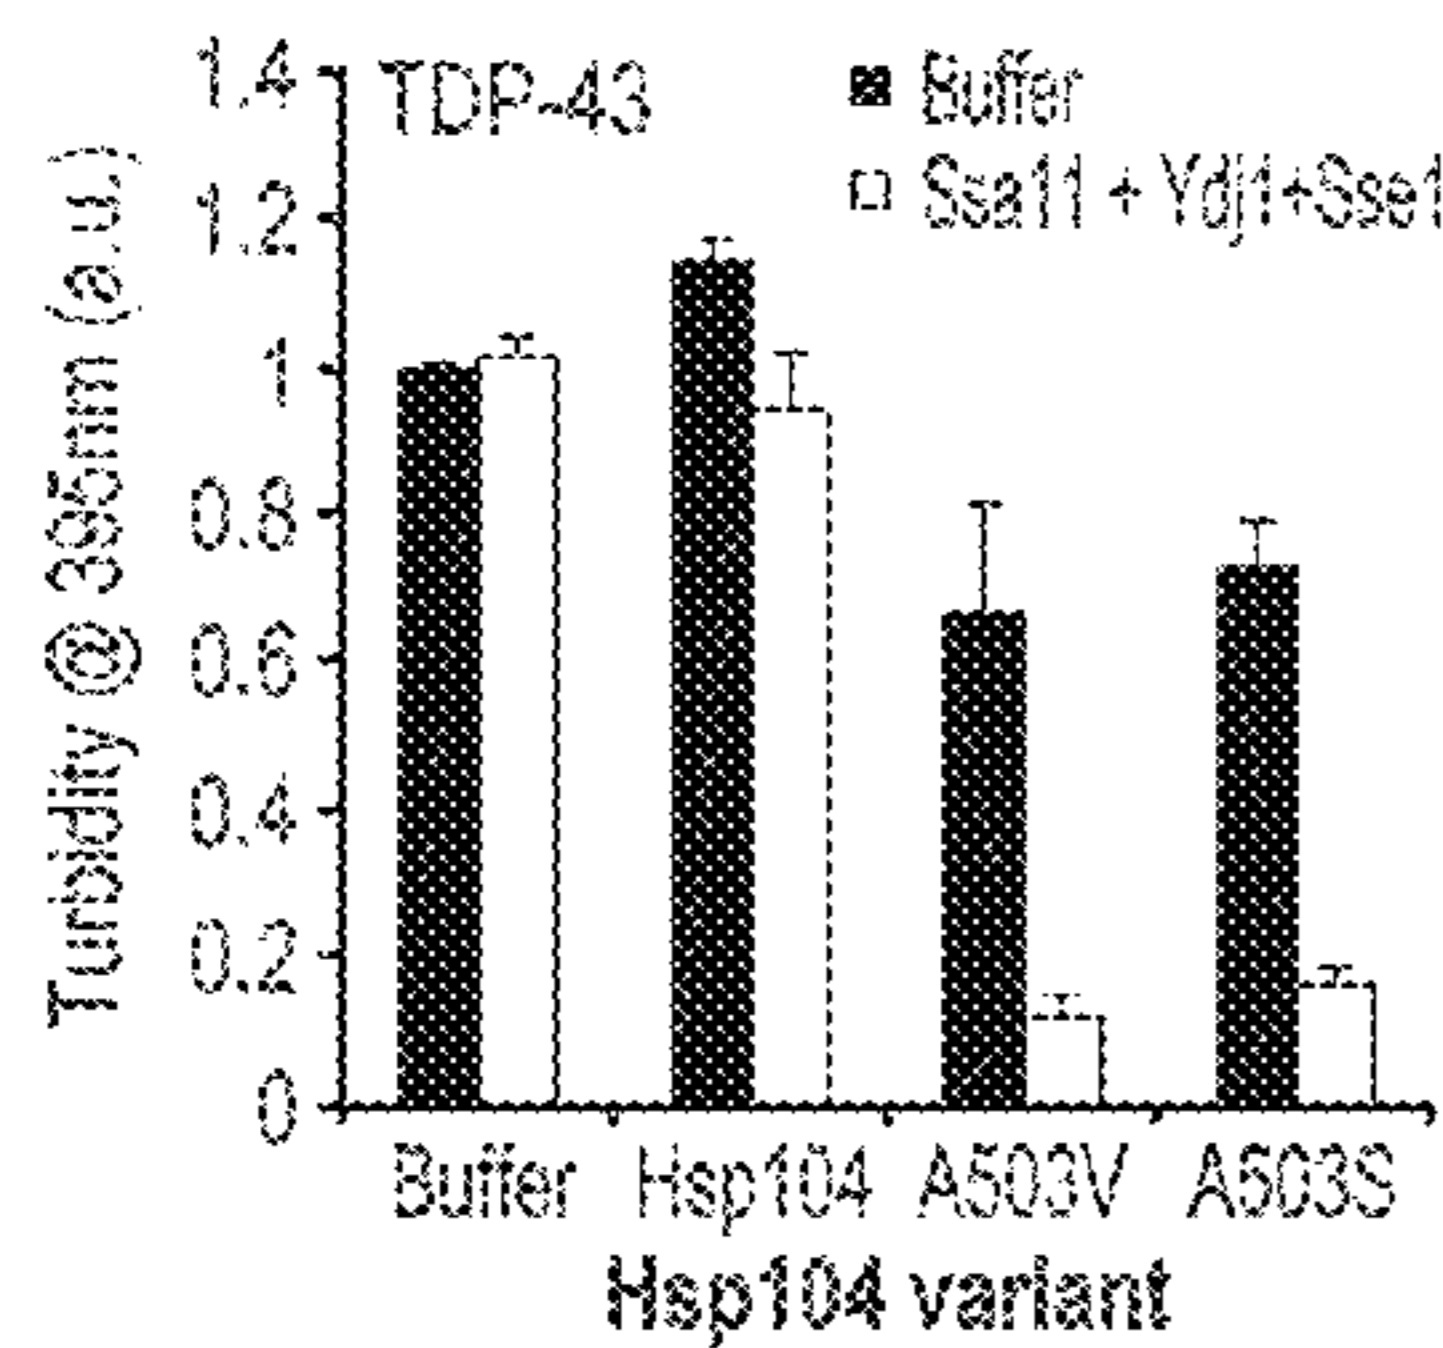 TDP-43
Buffer
Ssa11 + Ydj1+Sse1
Turbidity @ 395nm (a.u.)
1.4
1.2
1
0.8
0.6
0.4
0.2
0
Buffer Hsp104 A503V A503S
Hsp104 variant